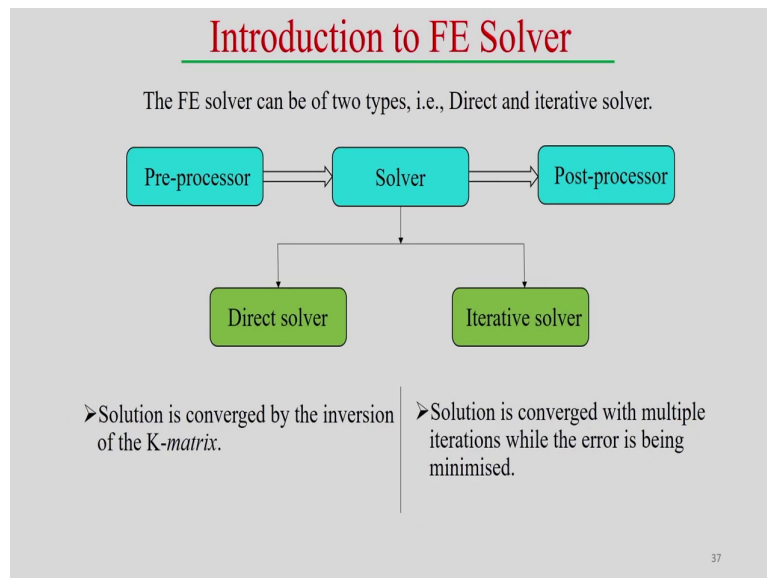 Introduction to FE Solver
The FE solver can be of two types, i.e., Direct and iterative solver.
Pre-processor
Solver
Post-processor
Direct solver
Iterative solver
➤Solution is converged by the inversion
of the K-matrix.
➤Solution is converged with multiple
iterations while the error is being
minimised.
37